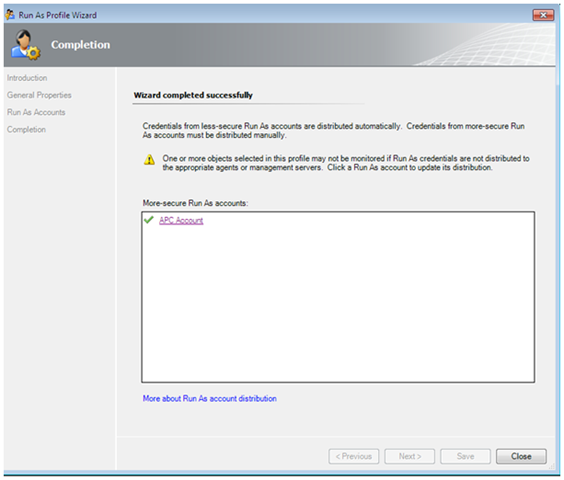 Run As Profile Wizard
Completion
Introduction
General Properties
Run As Accounts
Completion
Wizard completed successfully
Credentials from less-secure Run As accounts are distributed automatically. Credentials from more-secure Run
As accounts must be distributed manually.
One or more objects selected in this profile may not be monitored if Run As credentials are not distributed to
the appropriate agents or management servers. Click a Run As account to update its distribution.
More-secure Run As accounts:
APC Account
More about Run As account distribution
< Previous
Next >
Save
Close